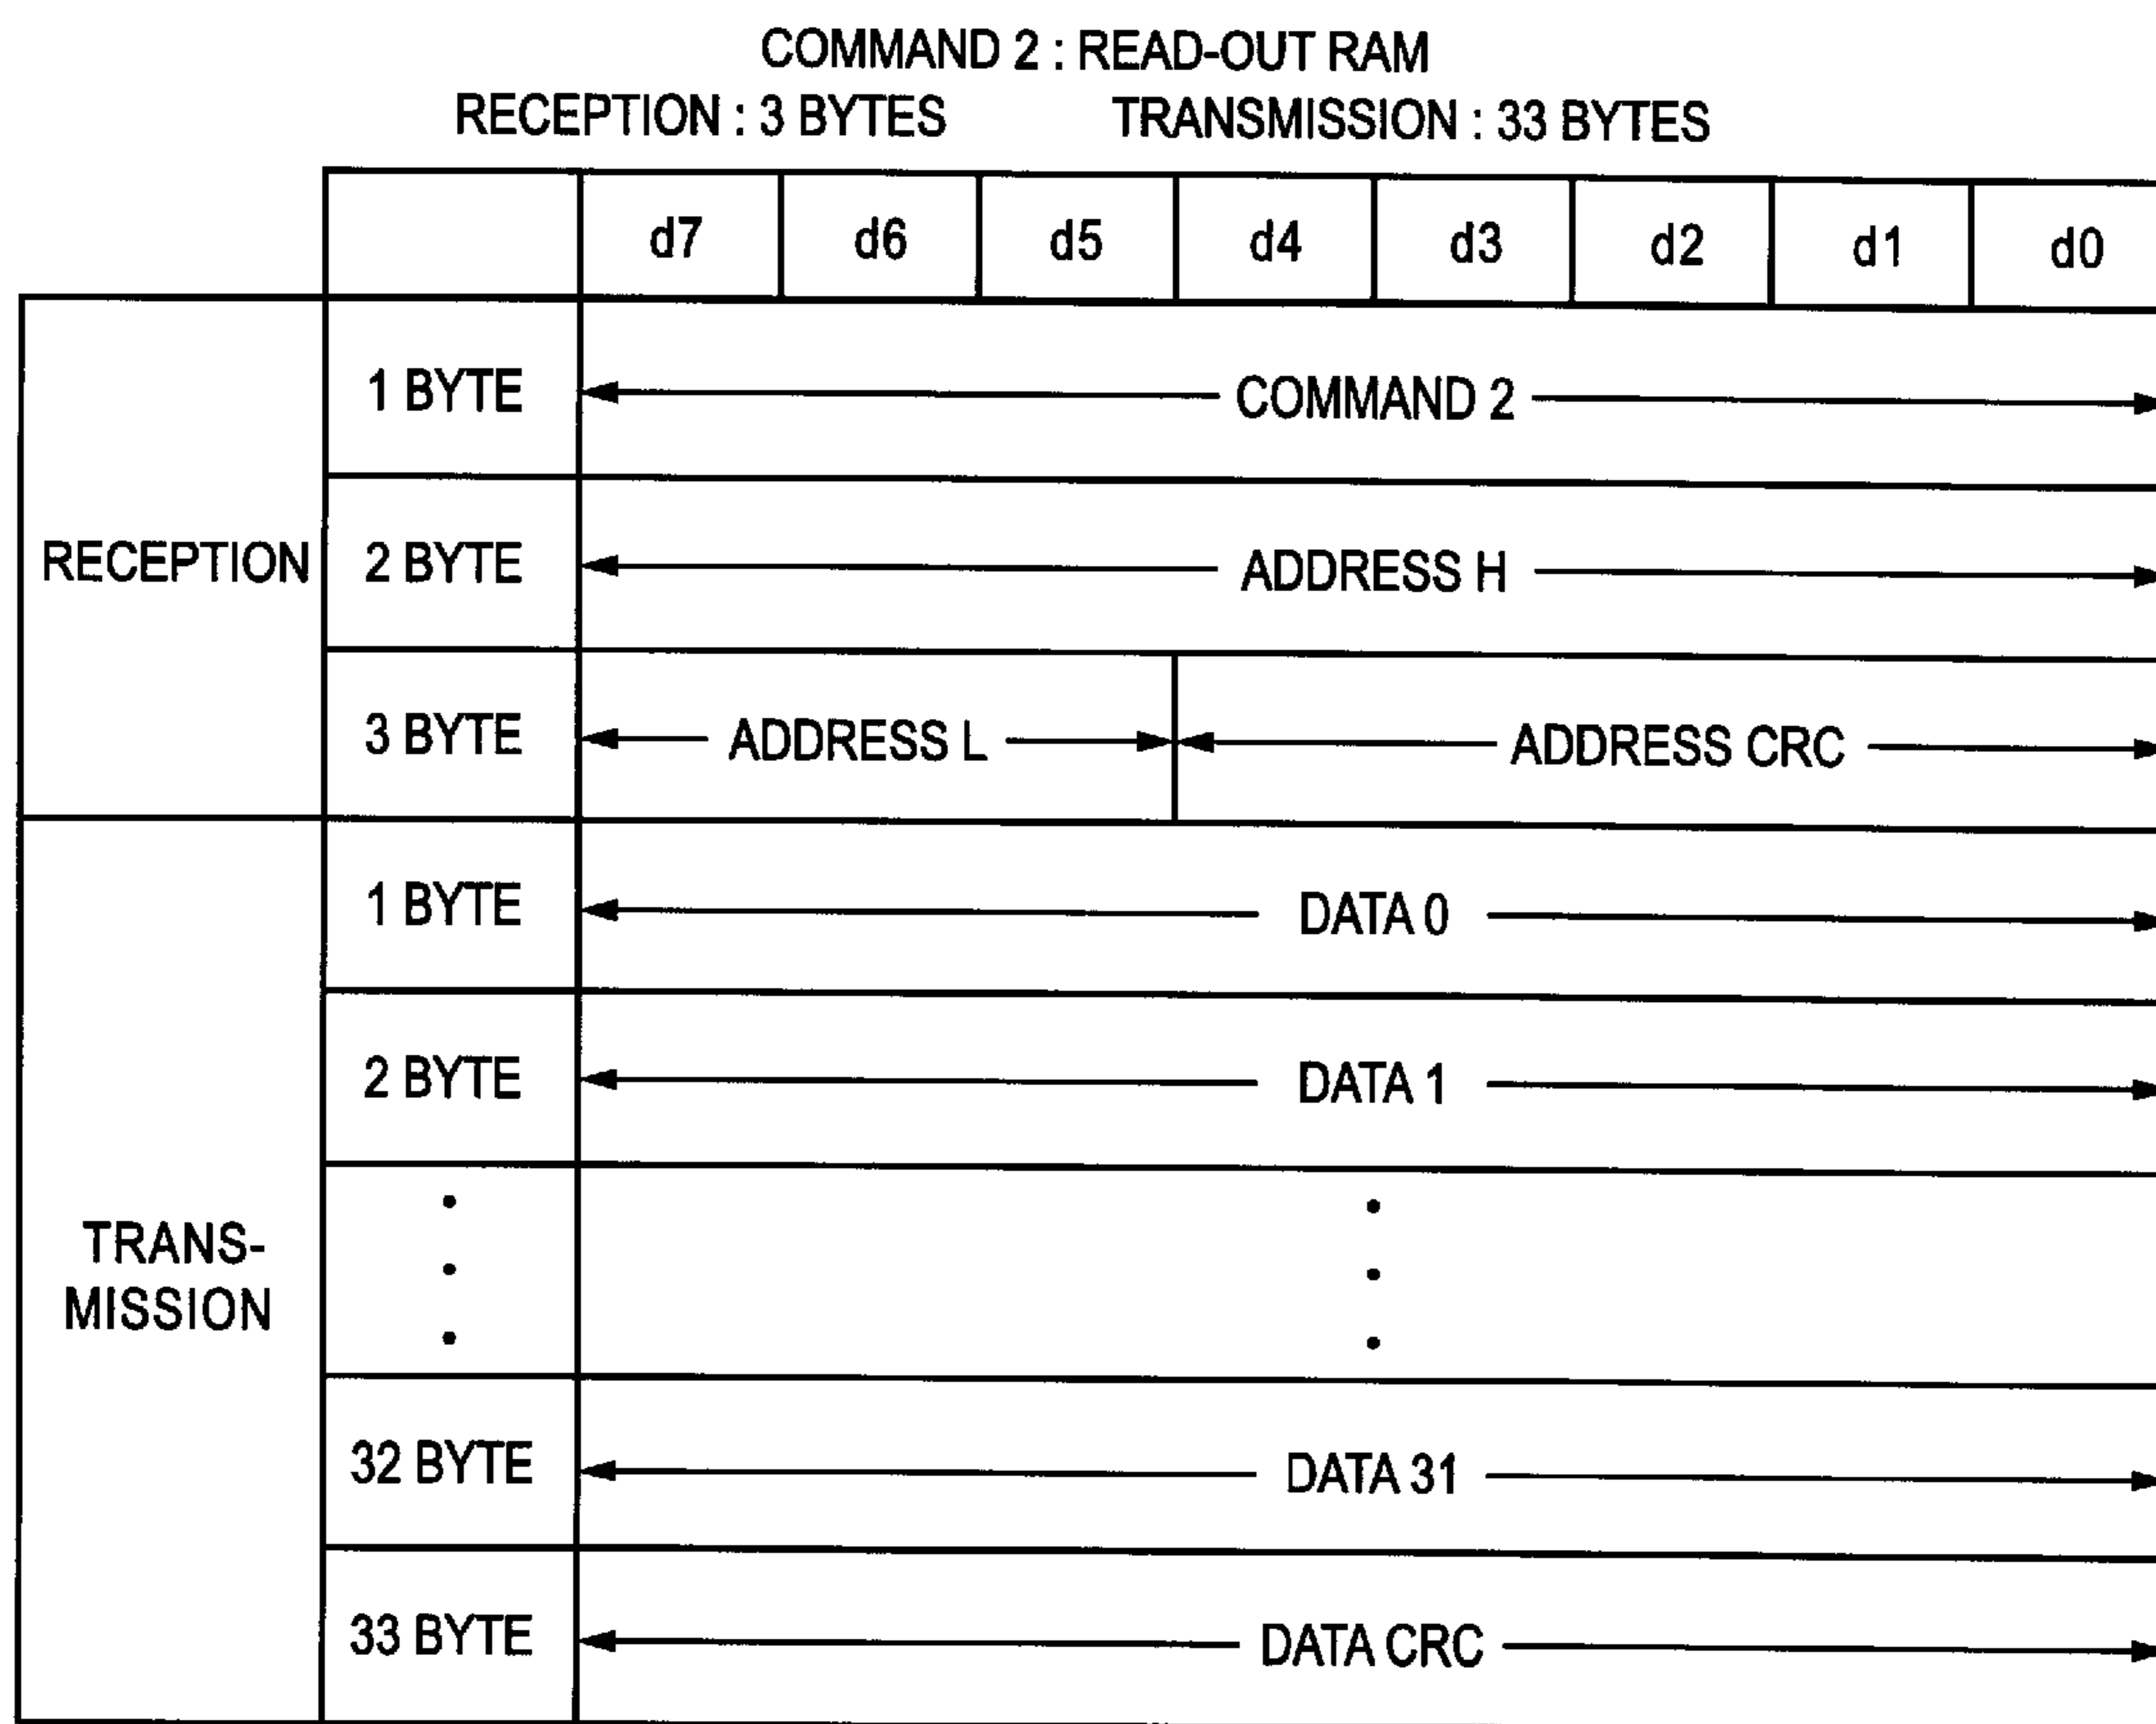 COMMAND 2 : READ-OUT RAM
RECEPTION : 3 BYTES TRANSMISSION : 33 BYTES
d7 d6 d5 d4 d3 d2 d1 d0
RECEPTION
1 BYTE COMMAND 2
2 BYTE ADDRESS H
3 BYTE ADDRESS L ADDRESS CRC
TRANS-
MISSION
1 BYTE DATA 0
2 BYTE DATA 1
32 BYTE DATA 31
33 BYTE DATA CRC